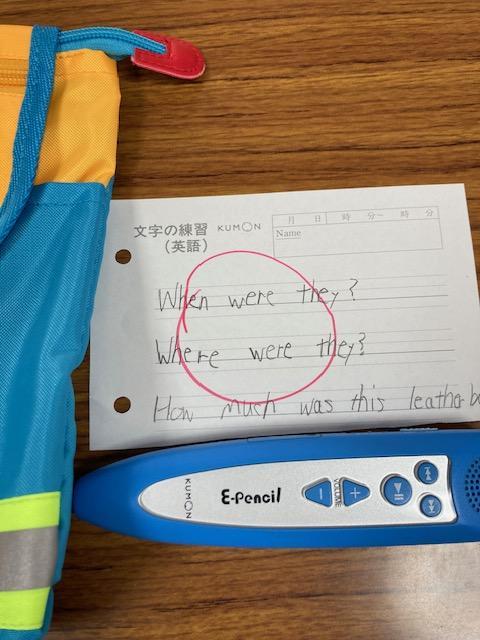 文字の練習 KUMON
（英語）
月 日 時 分〜 時 分
Name
When were they?
Where were they?
How much was this leather b
KUMON
E-Pencil
VOLUME